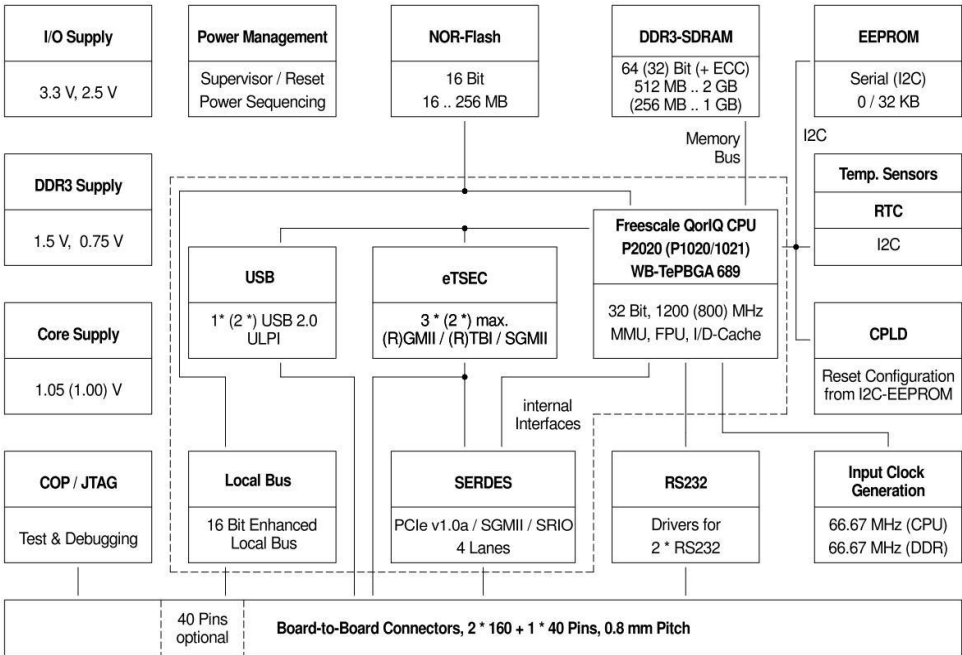 I/O Supply
3.3 V, 2.5 V
Power Management
Supervisor / Reset
Power Sequencing
NOR-Flash
16 Bit
16 .. 256 MB
DDR3-SDRAM
64 (32) Bit (+ ECC)
512 MB .. 2 GB
(256 MB .. 1 GB)
EEPROM
Serial (I2C)
0 / 32 KB
Memory
Bus
I2C
DDR3 Supply
1.5 V, 0.75 V
USB
1* (2 *) USB 2.0
ULPI
eTSEC
3 * (2 *) max.
(R)GMII / (R)TBI / SGMII
Freescale QorIQ CPU
P2020 (P1020/1021)
WB-TePBGA 689
32 Bit, 1200 (800) MHz
MMU, FPU, I/D-Cache
Temp. Sensors
RTC
I2C
Core Supply
1.05 (1.00) V
CPLD
Reset Configuration
from I2C-EEPROM
internal
Interfaces
COP / JTAG
Test & Debugging
Local Bus
16 Bit Enhanced
Local Bus
SERDES
PCIe v1.0a / SGMII / SRIO
4 Lanes
RS232
Drivers for
2 * RS232
Input Clock
Generation
66.67 MHz (CPU)
66.67 MHz (DDR)
40 Pins
optional
Board-to-Board Connectors, 2 * 160 + 1 * 40 Pins, 0.8 mm Pitch